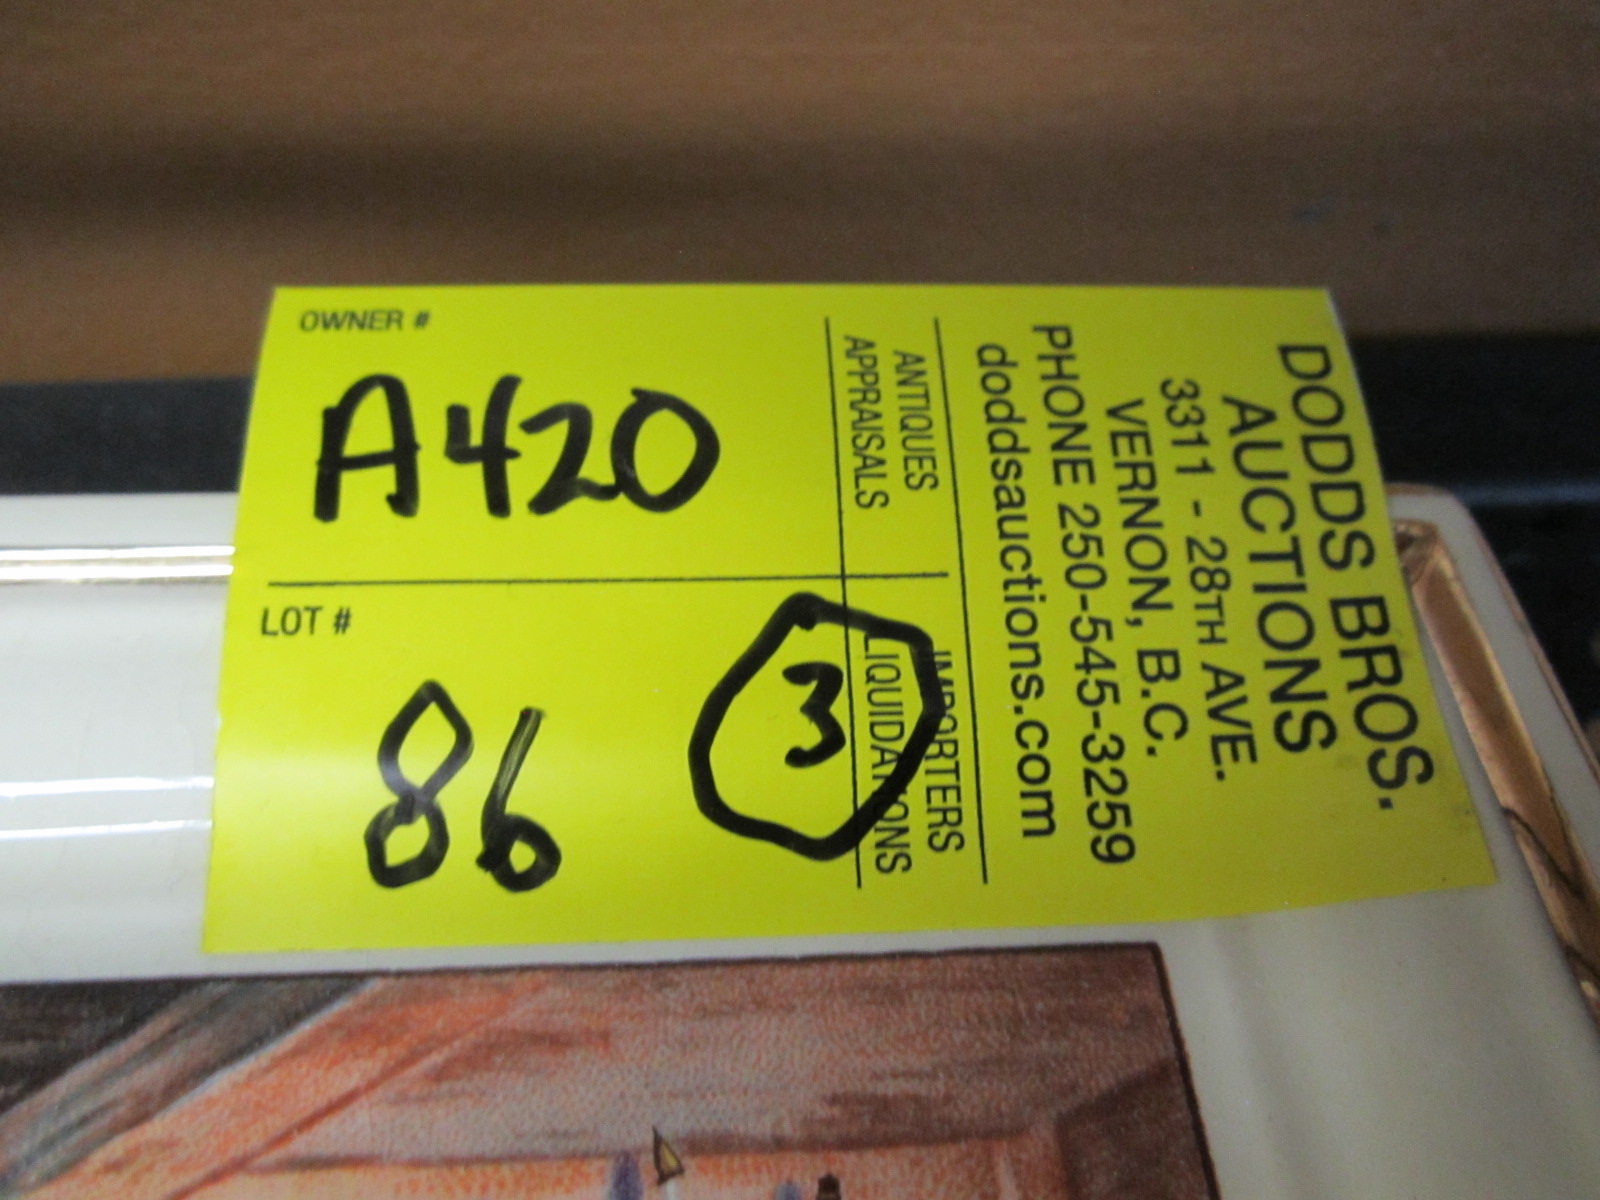 OWNER #
A420
LOT #
86
3
DODDS BROS.
AUCTIONS
3311 - 28TH AVE.
VERNON, B.C.
PHONE 250-545-3259
doddsauctions.com
ANTIQUES IMPORTERS
APPRAISALS LIQUIDATIONS